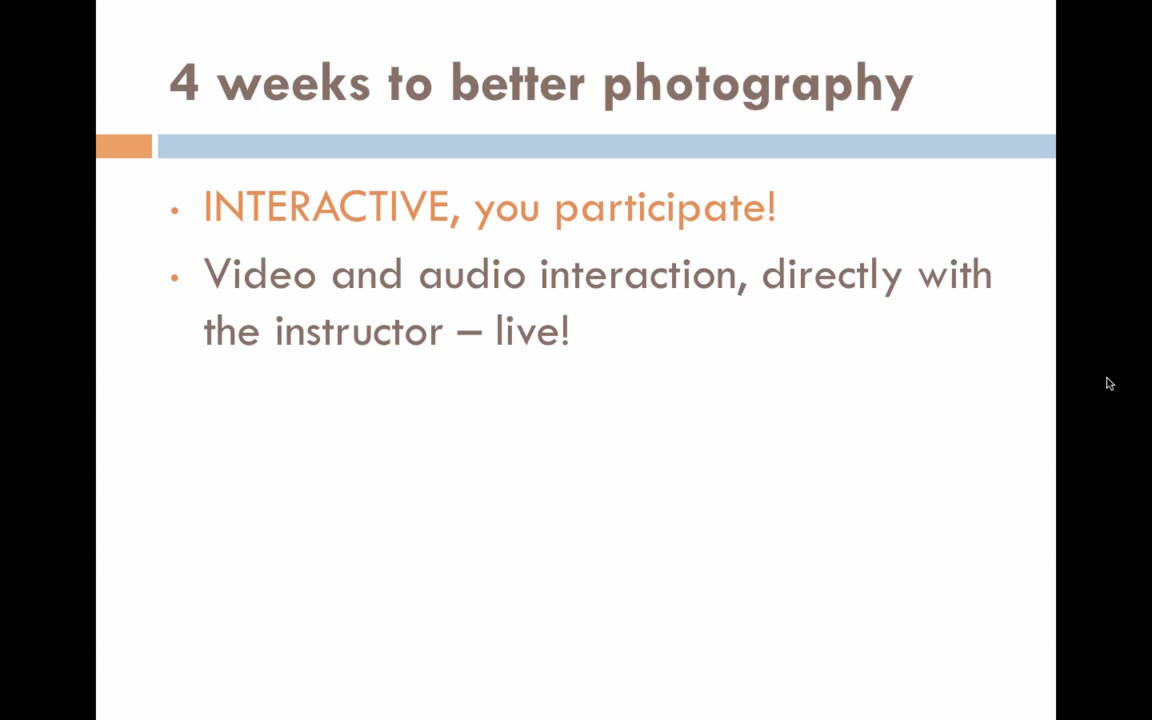 4 weeks to better photography
• INTERACTIVE, you participate!
• Video and audio interaction, directly with
the instructor – live!